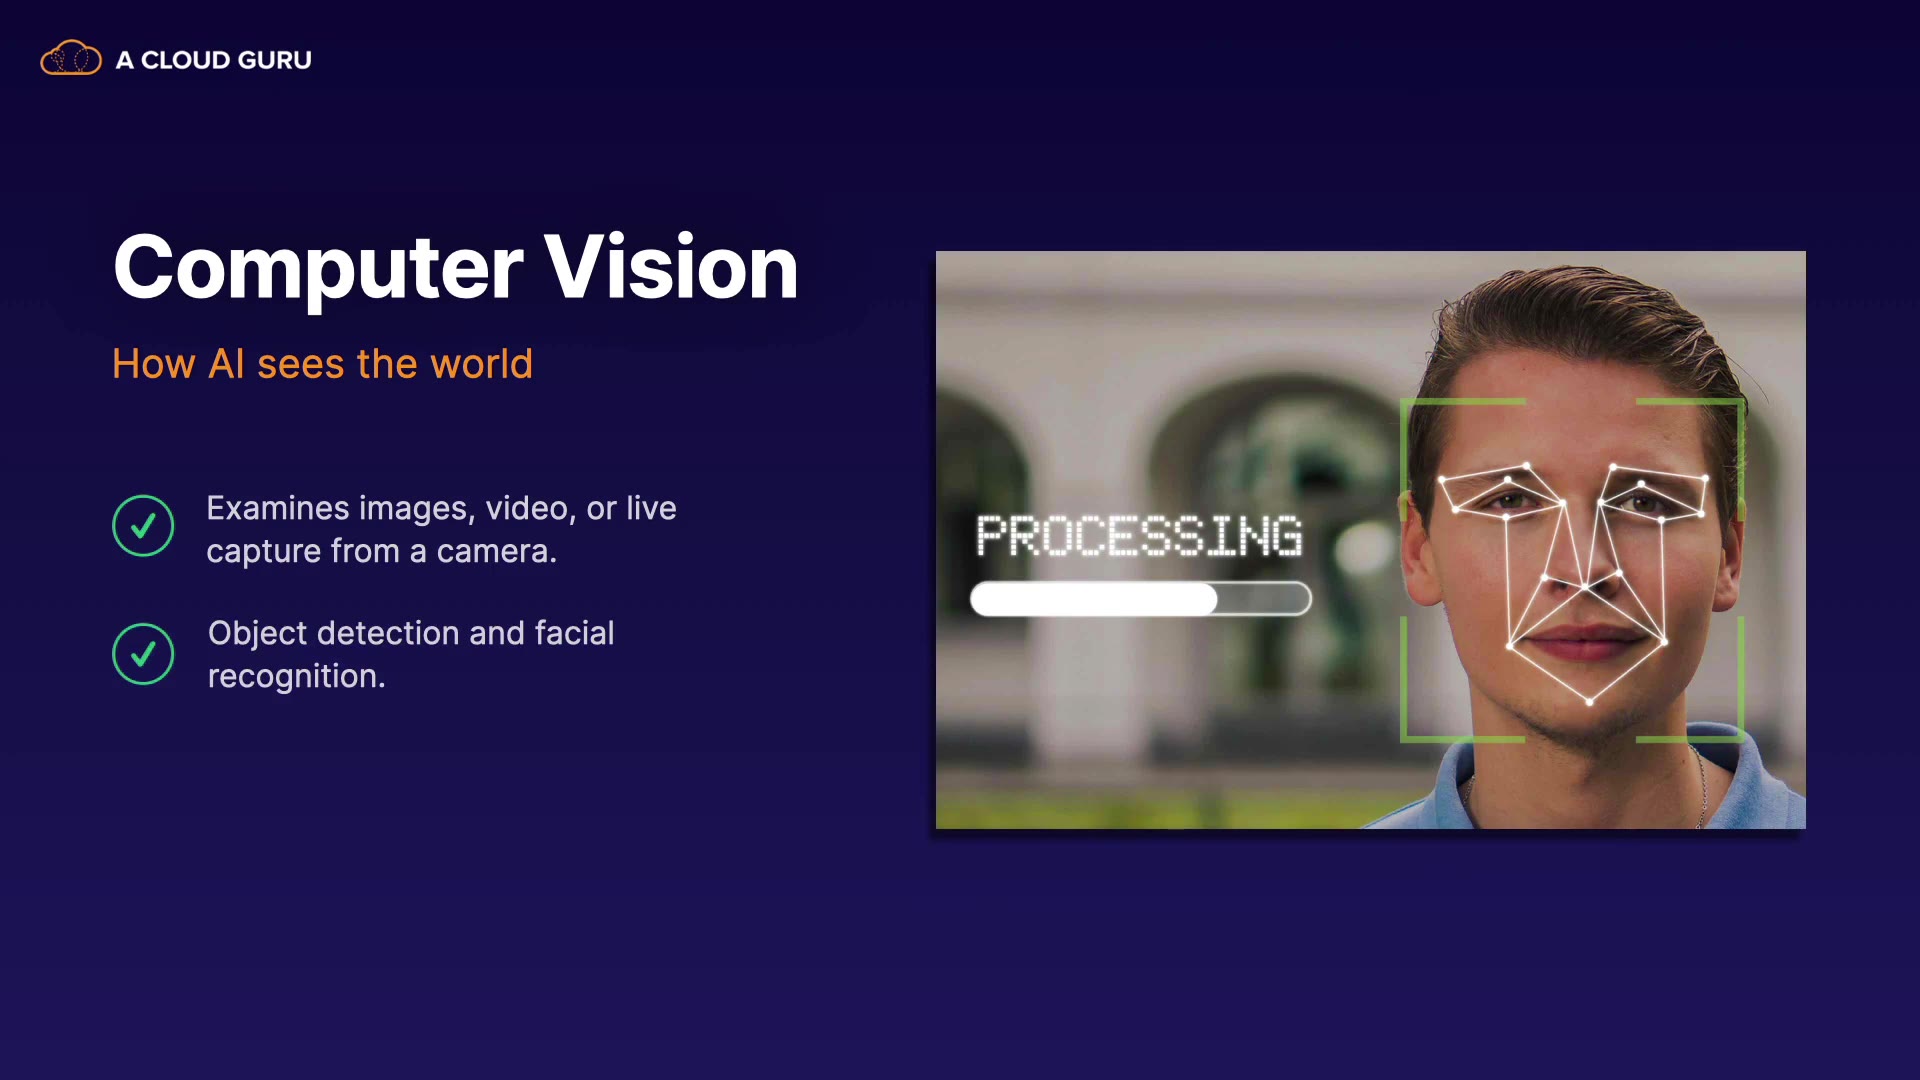 A CLOUD GURU
Computer Vision
How AI sees the world
Examines images, video, or live
capture from a camera.
Object detection and facial
recognition.
PROCESSING